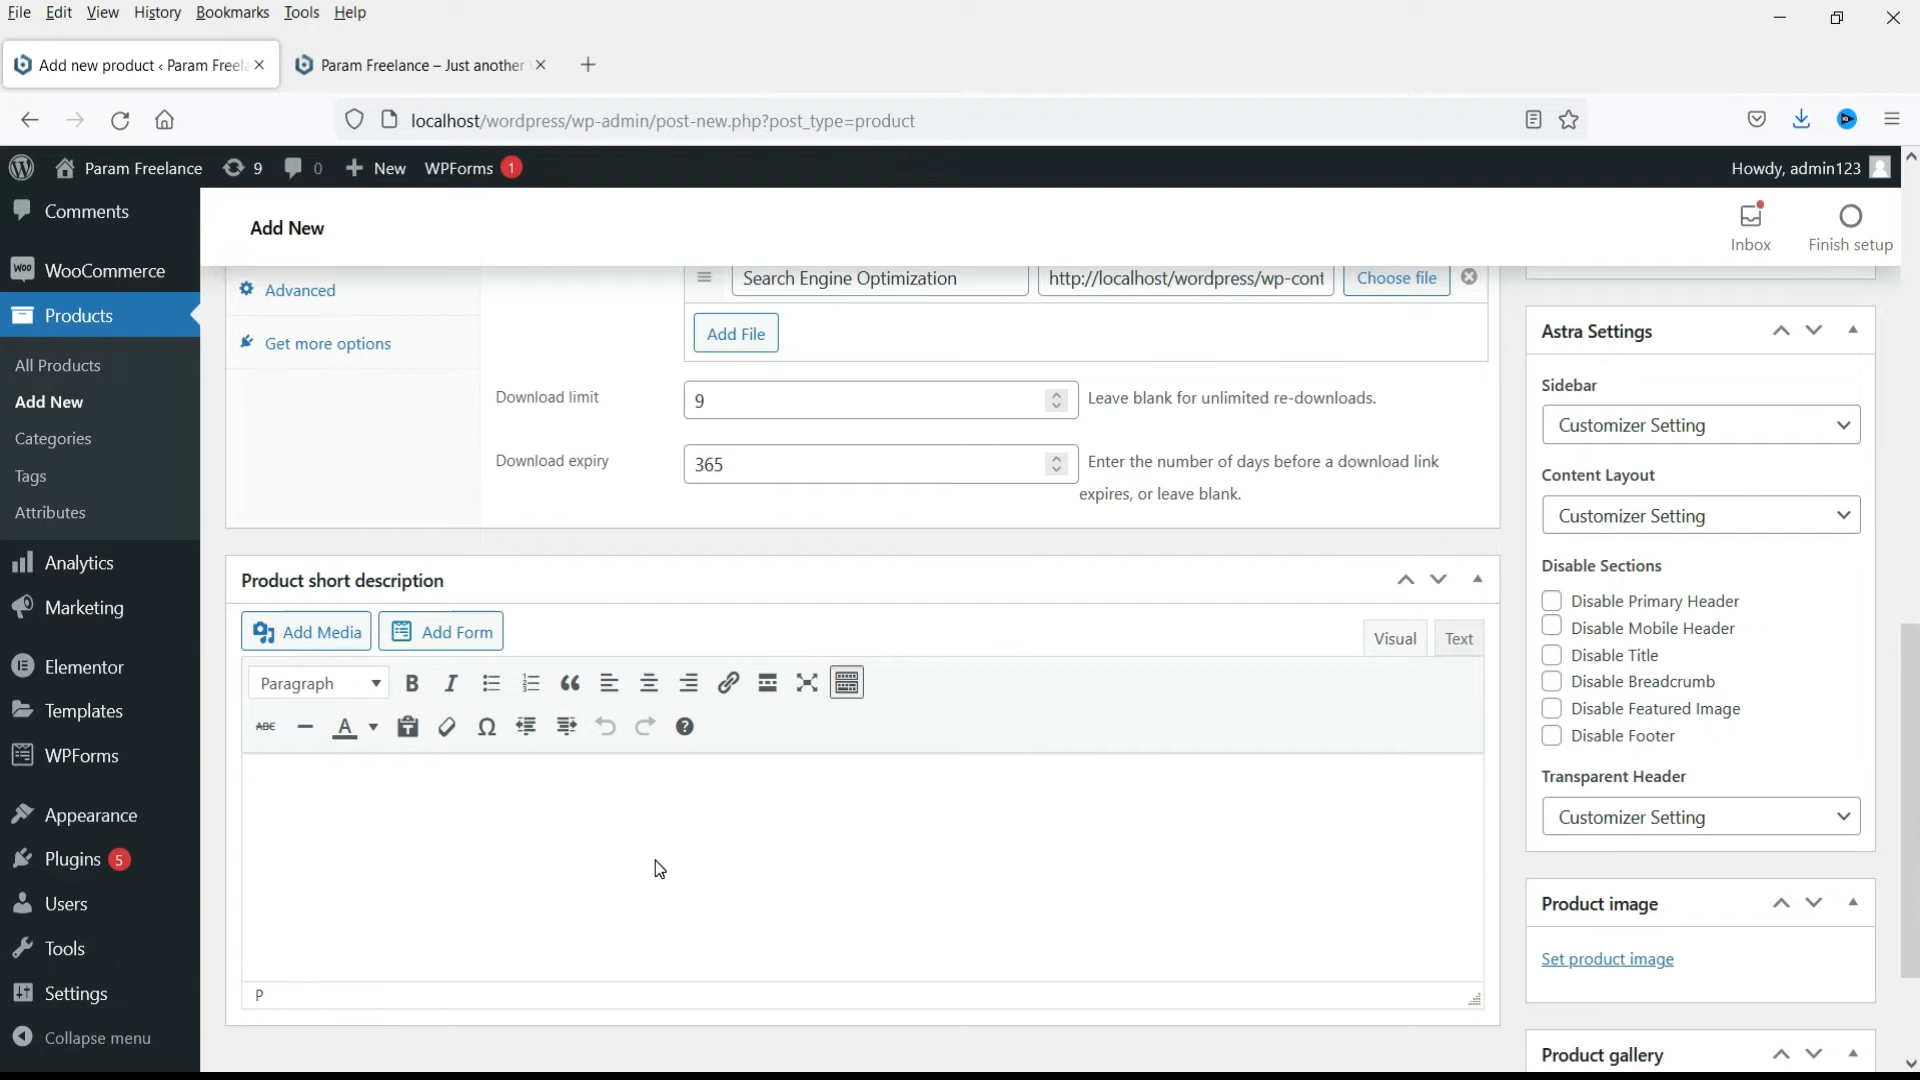 File Edit View History Bookmarks Tools Help
Add new product ‹ Param Freela
Param Freelance – Just another
localhost/wordpress/wp-admin/post-new.php?post_type=product
Param Freelance 9 0 New WPForms 1
Howdy, admin123
Comments
WooCommerce
Products
All Products
Add New
Categories
Tags
Attributes
Analytics
Marketing
Elementor
Templates
WPForms
Appearance
Plugins 5
Users
Tools
Settings
Collapse menu
Add New
Inbox
Finish setup
Advanced
Get more options
Search Engine Optimization http://localhost/wordpress/wp-cont Choose file
Add File
Download limit 9 Leave blank for unlimited re-downloads.
Download expiry 365 Enter the number of days before a download link
expires, or leave blank.
Product short description
Add Media Add Form
Visual Text
Paragraph
ABC
P
Astra Settings
Sidebar
Customizer Setting
Content Layout
Customizer Setting
Disable Sections
Disable Primary Header
Disable Mobile Header
Disable Title
Disable Breadcrumb
Disable Featured Image
Disable Footer
Transparent Header
Customizer Setting
Product image
Set product image
Product gallery